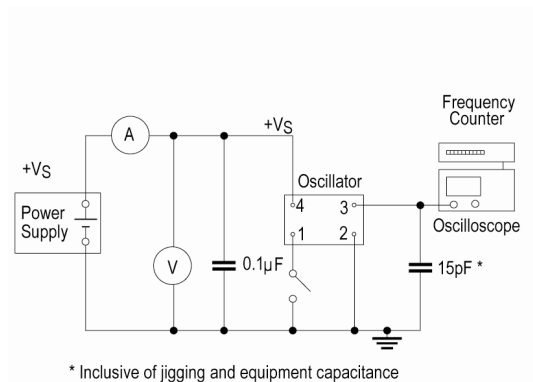 Frequency
Counter
A
+VS
Oscillator
+VS
4
3
Power
Supply
1
2
Oscilloscope
V
0.1µF
15pF *
* Inclusive of jigging and equipment capacitance